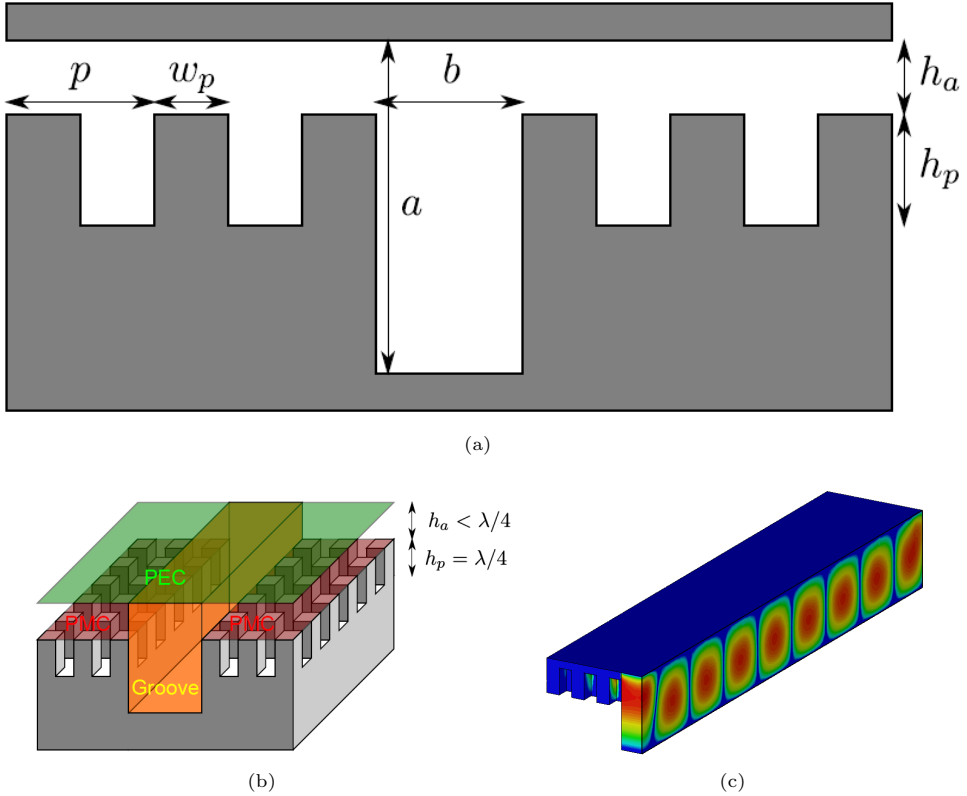 p
w_p
b
h_a
h_p
a
(a)
h_a < λ/4
h_p = λ/4
PEC
PMC PMC
Groove
(b)
(c)